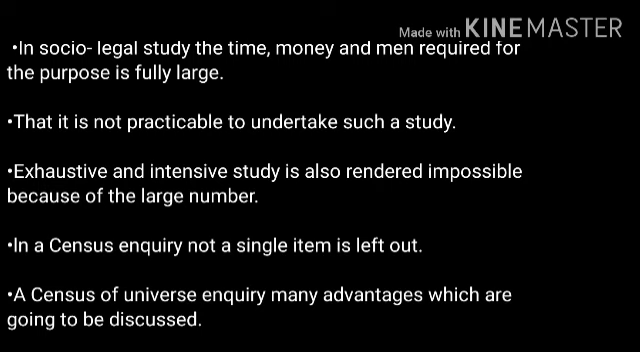 Made with KINEMASTER
•In socio- legal study the time, money and men required for
the purpose is fully large.
•That it is not practicable to undertake such a study.
•Exhaustive and intensive study is also rendered impossible
because of the large number.
•In a Census enquiry not a single item is left out.
•A Census of universe enquiry many advantages which are
going to be discussed.